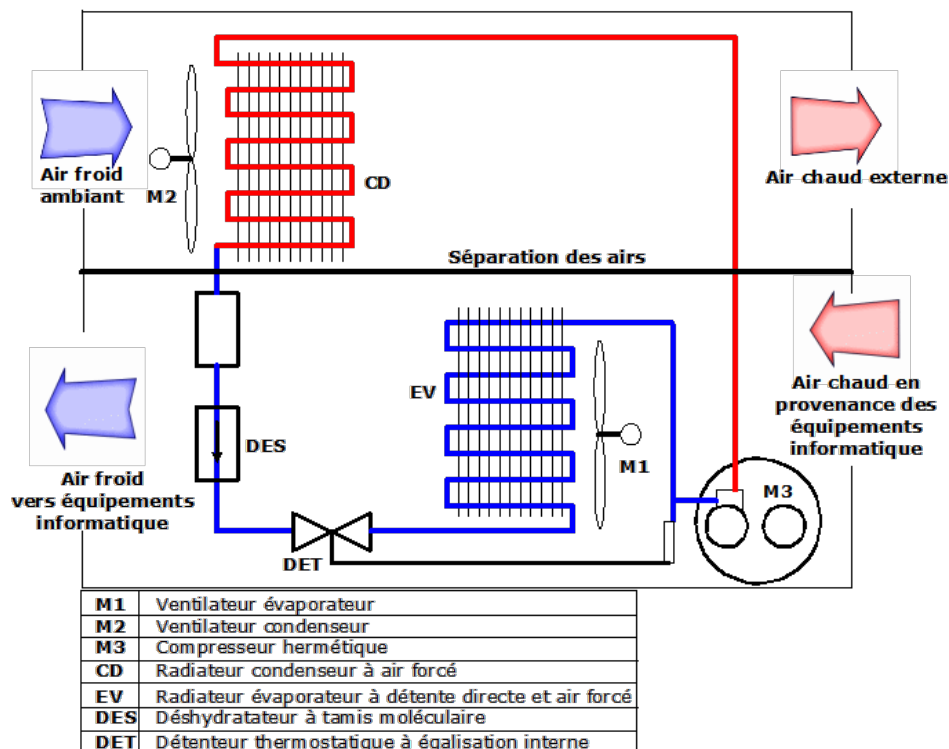 Air froid
ambiant
M2
CD
Air chaud externe
Séparation des airs
EV
M1
Air chaud en
provenance des
équipements
informatique
DES
Air froid
vers équipements
informatique
DET
M3
M1 Ventilateur évaporateur
M2 Ventilateur condenseur
M3 Compresseur hermétique
CD Radiateur condenseur à air forcé
EV Radiateur évaporateur à détente directe et air forcé
DES Déshydratateur à tamis moléculaire
DET Détenteur thermostatique à égalisation interne